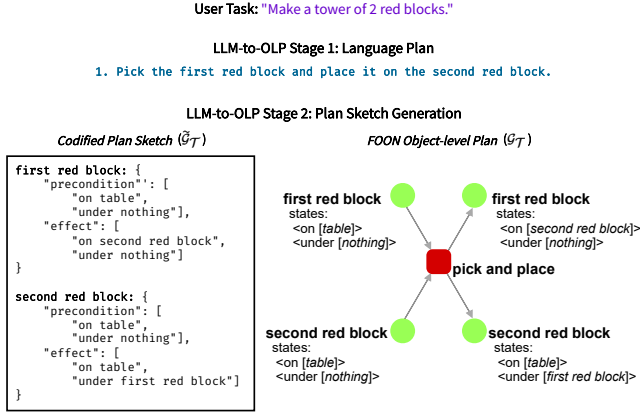 User Task: "Make a tower of 2 red blocks."
LLM-to-OLP Stage 1: Language Plan
1. Pick the first red block and place it on the second red block.
LLM-to-OLP Stage 2: Plan Sketch Generation
Codified Plan Sketch (G̃_T)
first red block: {
"precondition"': [
"on table",
"under nothing"],
"effect": [
"on second red block",
"under nothing"]
}
second red block: {
"precondition": [
"on table",
"under nothing"],
"effect": [
"on table",
"under first red block"]
}
FOON Object-level Plan (G_T)
first red block
states:
<on [table]>
<under [nothing]>
first red block
states:
<on [second red block]>
<under [nothing]>
pick and place
second red block
states:
<on [table]>
<under [nothing]>
second red block
states:
<on [table]>
<under [first red block]>